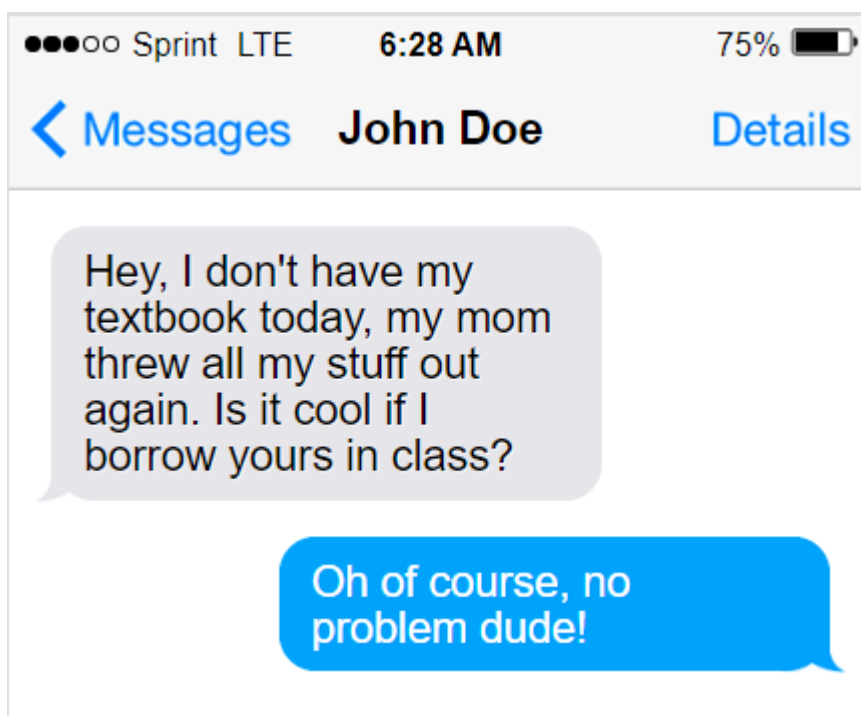 Sprint LTE 6:28 AM 75%
Messages John Doe Details
Hey, I don't have my
textbook today, my mom
threw all my stuff out
again. Is it cool if I
borrow yours in class?
Oh of course, no
problem dude!